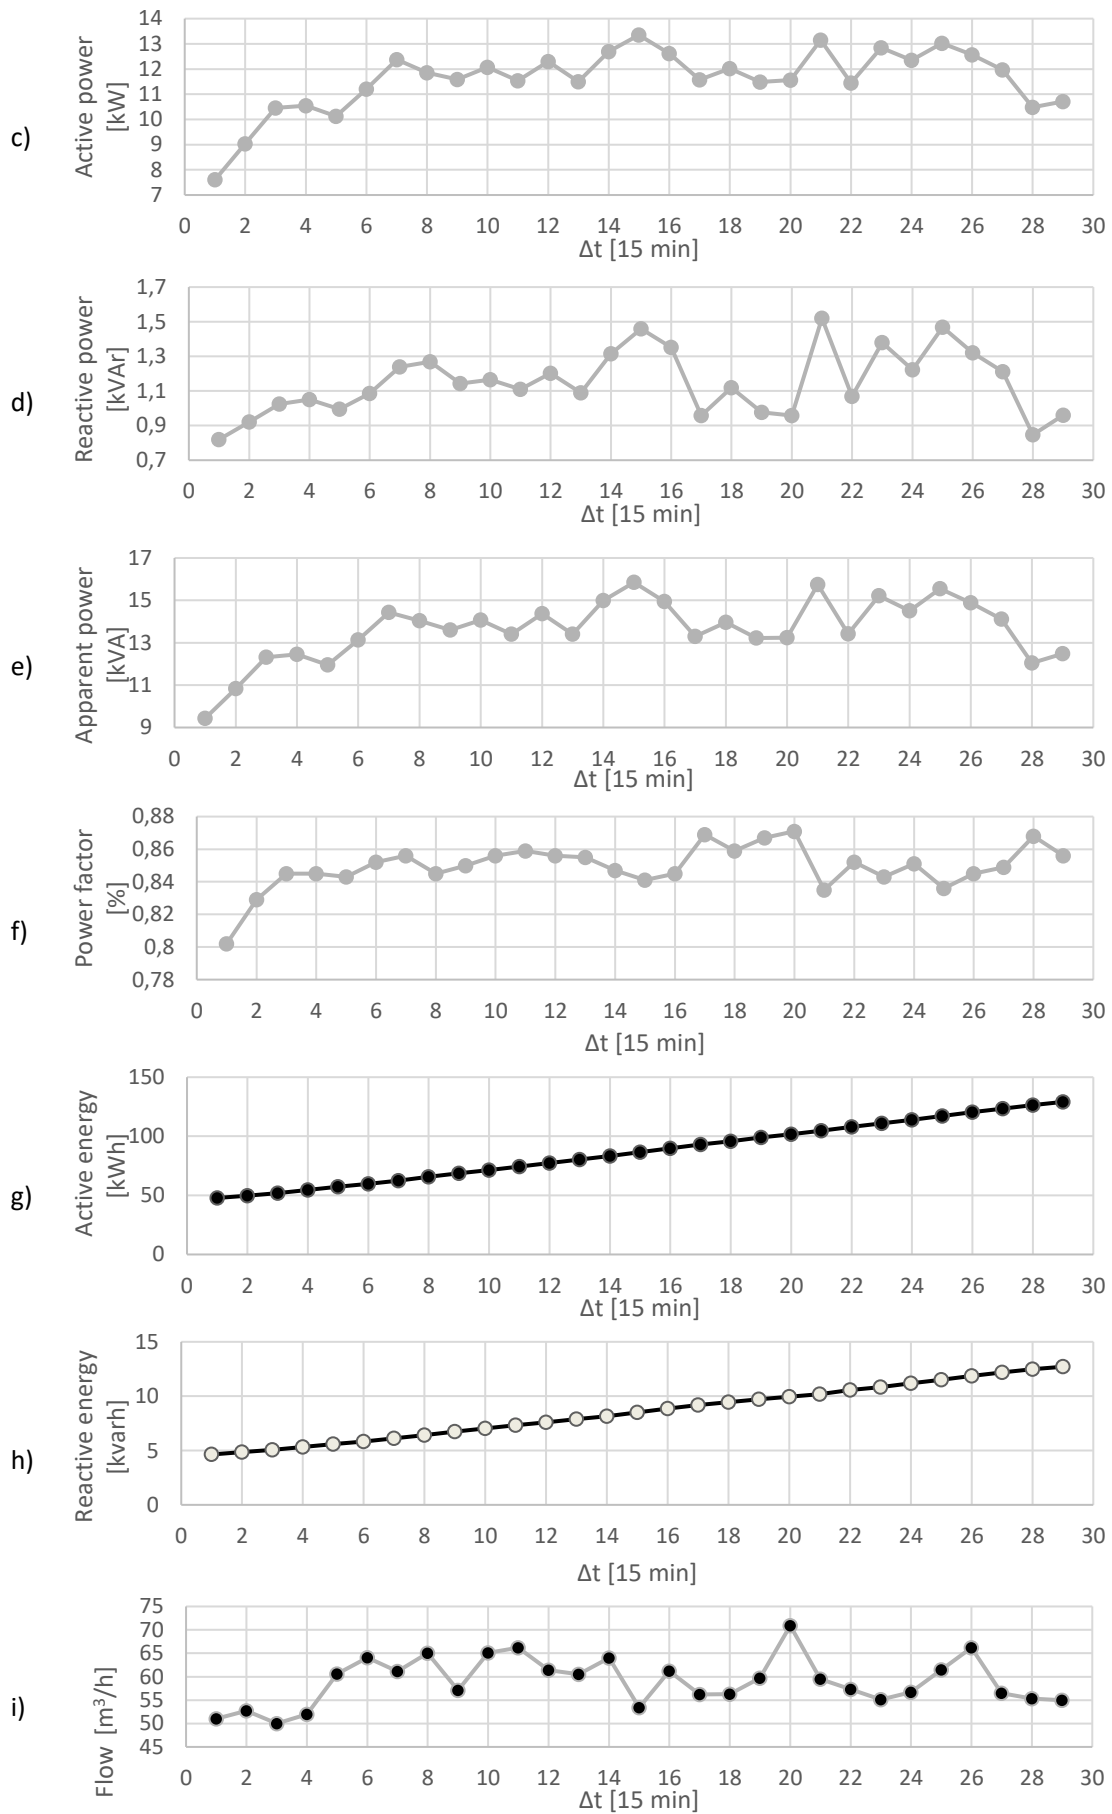 c)
Active power
[kW]
14
13
12
11
10
9
8
7
0 2 4 6 8 10 12 14 16 18 20 22 24 26 28 30
Δt [15 min]
d)
Reactive power
[kVAr]
1,7
1,5
1,3
1,1
0,9
0,7
0 2 4 6 8 10 12 14 16 18 20 22 24 26 28 30
Δt [15 min]
e)
Apparent power
[kVA]
17
15
13
11
9
0 2 4 6 8 10 12 14 16 18 20 22 24 26 28 30
Δt [15 min]
f)
Power factor
[%]
0,88
0,86
0,84
0,82
0,8
0,78
0 2 4 6 8 10 12 14 16 18 20 22 24 26 28 30
Δt [15 min]
g)
Active energy
[kWh]
150
100
50
0
0 2 4 6 8 10 12 14 16 18 20 22 24 26 28 30
Δt [15 min]
h)
Reactive energy
[kvarh]
15
10
5
0
0 2 4 6 8 10 12 14 16 18 20 22 24 26 28 30
Δt [15 min]
i)
Flow [m³/h]
75
70
65
60
55
50
45
0 2 4 6 8 10 12 14 16 18 20 22 24 26 28 30
Δt [15 min]